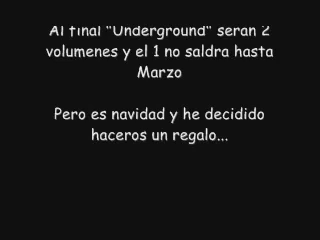 Al final "Underground" seran 2
volumenes y el 1 no saldra hasta
Marzo
Pero es navidad y he decidido
haceros un regalo...